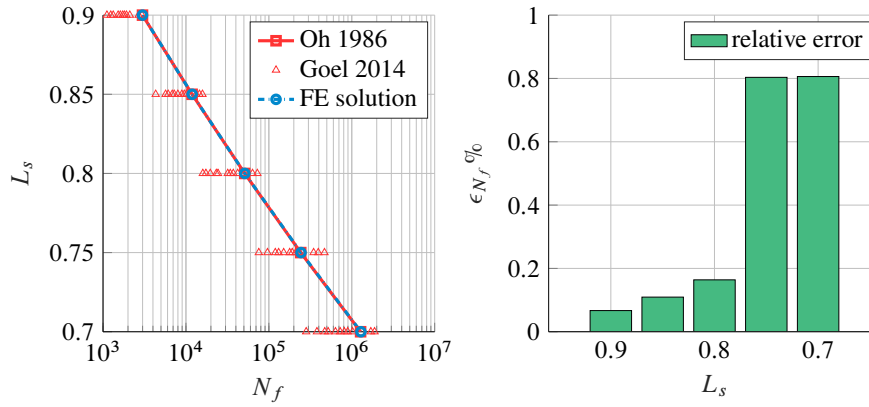 0.9
0.85
0.8
0.75
0.7
L_s
10^3
10^4
10^5
10^6
10^7
N_f
Oh 1986
Goel 2014
FE solution
1
0.8
0.6
0.4
0.2
0
ϵ_{N_f} %
0.9
0.8
0.7
L_s
relative error